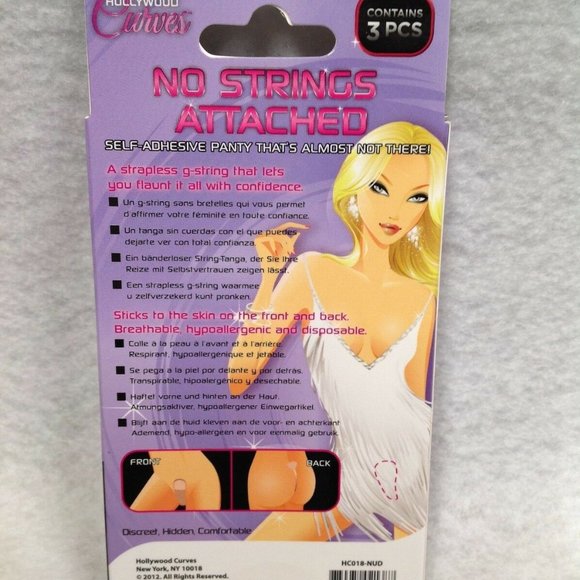 HOLLYWOOD
Curves
CONTAINS
3 PCS
NO STRINGS
ATTACHED
SELF-ADHESIVE PANTY THAT'S ALMOST NOT THERE!
A strapless g-string that lets
you flaunt it all with confidence.
Un g-string sans bretelles qui vous permet
d'affirmer votre féminité en toute confiance.
Un tanga sin cuerdas con el que puedes
dejarte ver con total confianza.
Ein bänderloser String-Tanga, der Sie Ihre
Reize mit Selbstvertrauen zeigen lässt.
Een strapless g-string waarmee
u zelfverzekerd kunt pronken.
Sticks to the skin on the front and back.
Breathable, hypoallergenic and disposable.
Colle à la peau à l'avant et à l'arrière.
Respirant, hypoallergénique et jetable.
Se pega a la piel por delante y por detrás.
Transpirable, hipoalergénico y desechable.
Haftet vorne und hinten an der Haut.
Atmungsaktiver, hypoallergener Einwegartikel.
Blijft aan de huid kleven aan de voor- en achterkant
Ademend, hypo-allergeen en voor eenmalig gebruik.
FRONT
BACK
Discreet, Hidden, Comfortable
Hollywood Curves
New York, NY 10018
© 2012. All Rights Reserved.
HC018-NUD